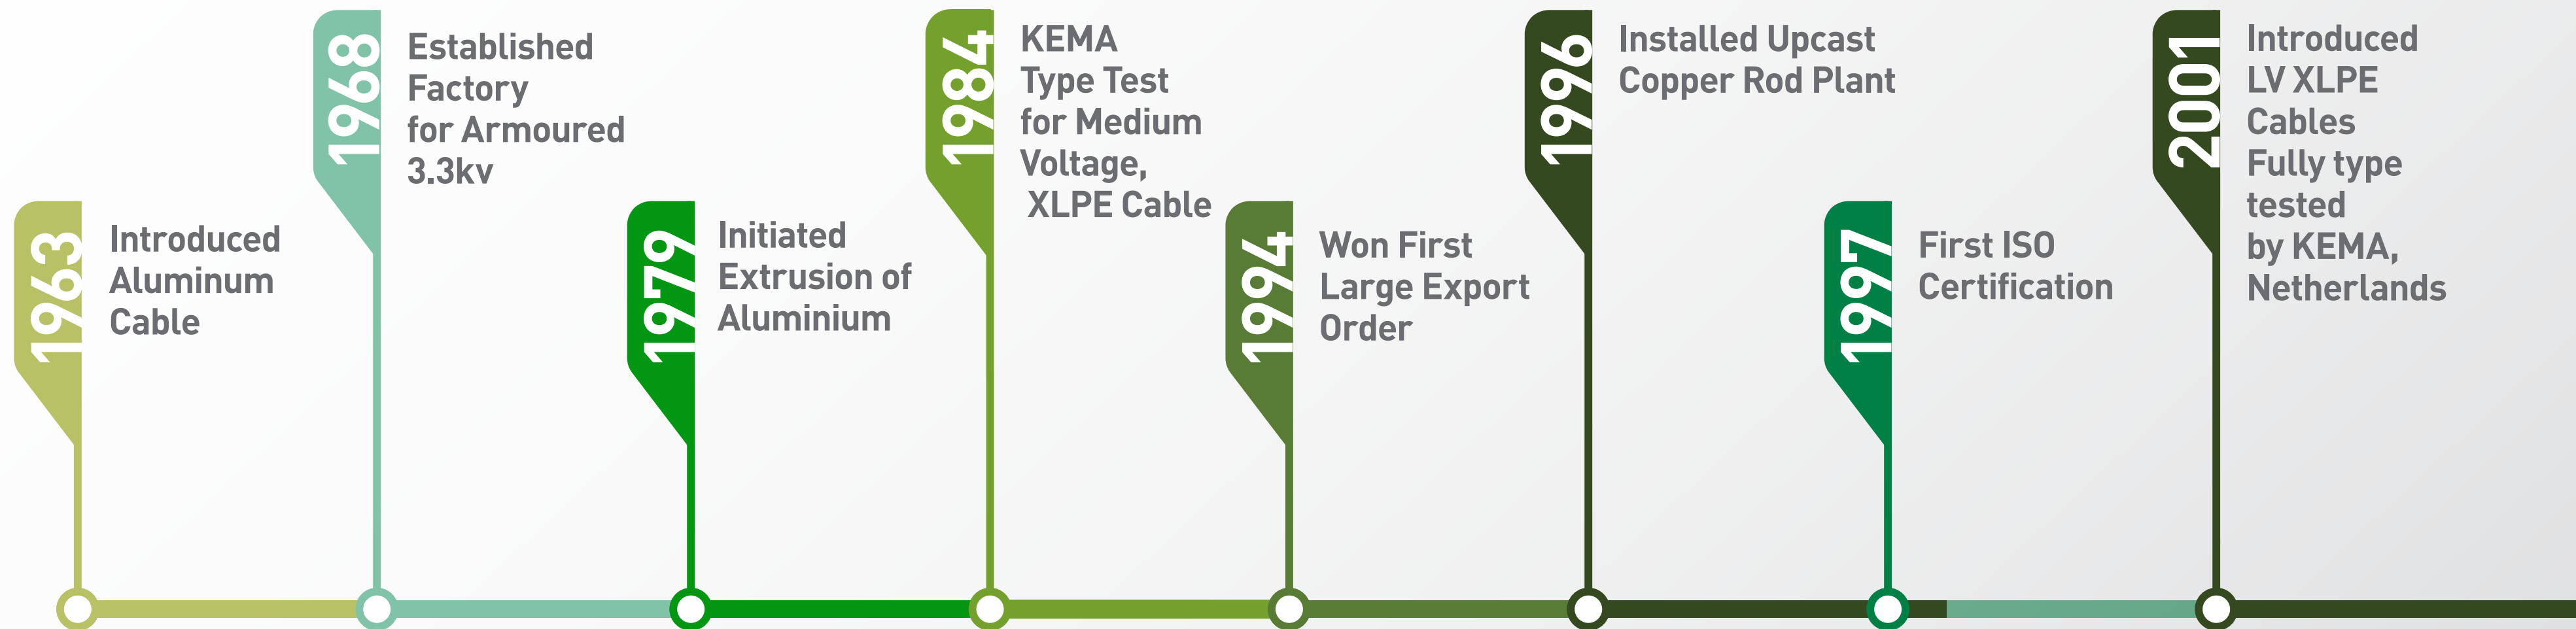 1963
Introduced
Aluminum
Cable
1968
Established
Factory
for Armoured
3.3kv
1979
Initiated
Extrusion of
Aluminium
1984
KEMA
Type Test
for Medium
Voltage,
XLPE Cable
1994
Won First
Large Export
Order
1996
Installed Upcast
Copper Rod Plant
1997
First ISO
Certification
2001
Introduced
LV XLPE
Cables
Fully type
tested
by KEMA,
Netherlands